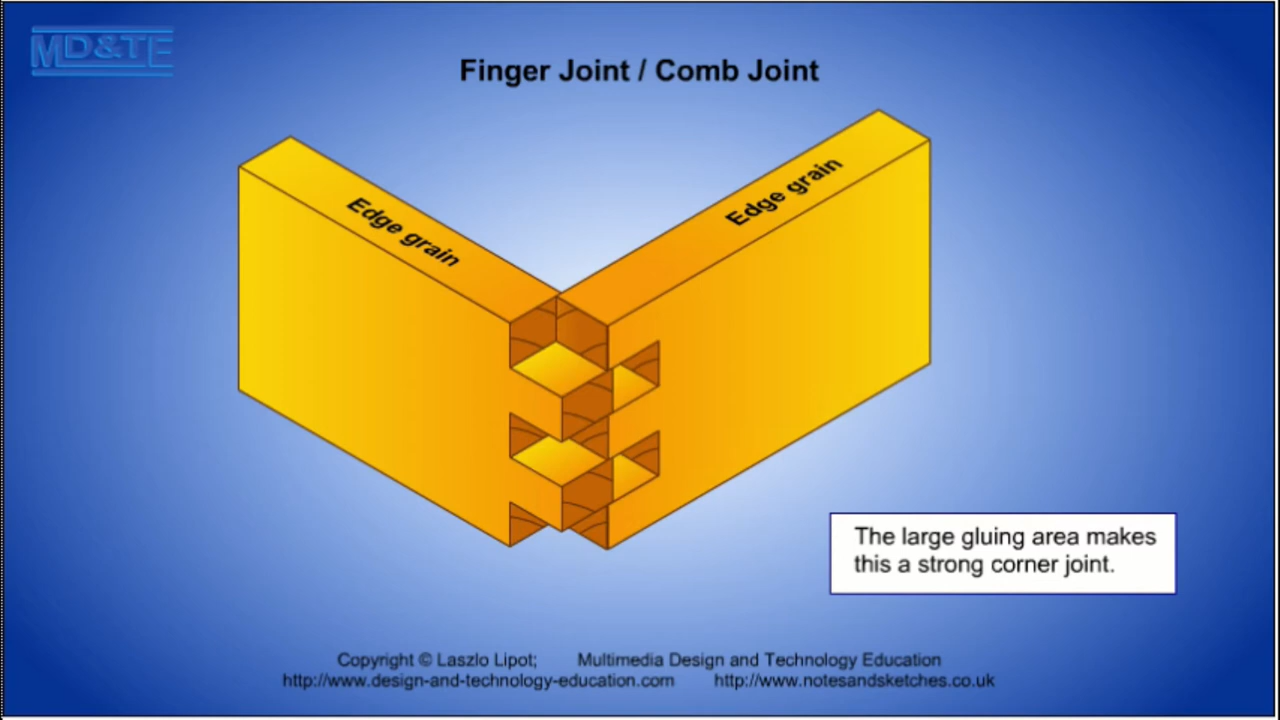 MD&TE
Finger Joint / Comb Joint
Edge grain
Edge grain
The large gluing area makes
this a strong corner joint.
Copyright © Laszlo Lipot; Multimedia Design and Technology Education
http://www.design-and-technology-education.com http://www.notesandsketches.co.uk